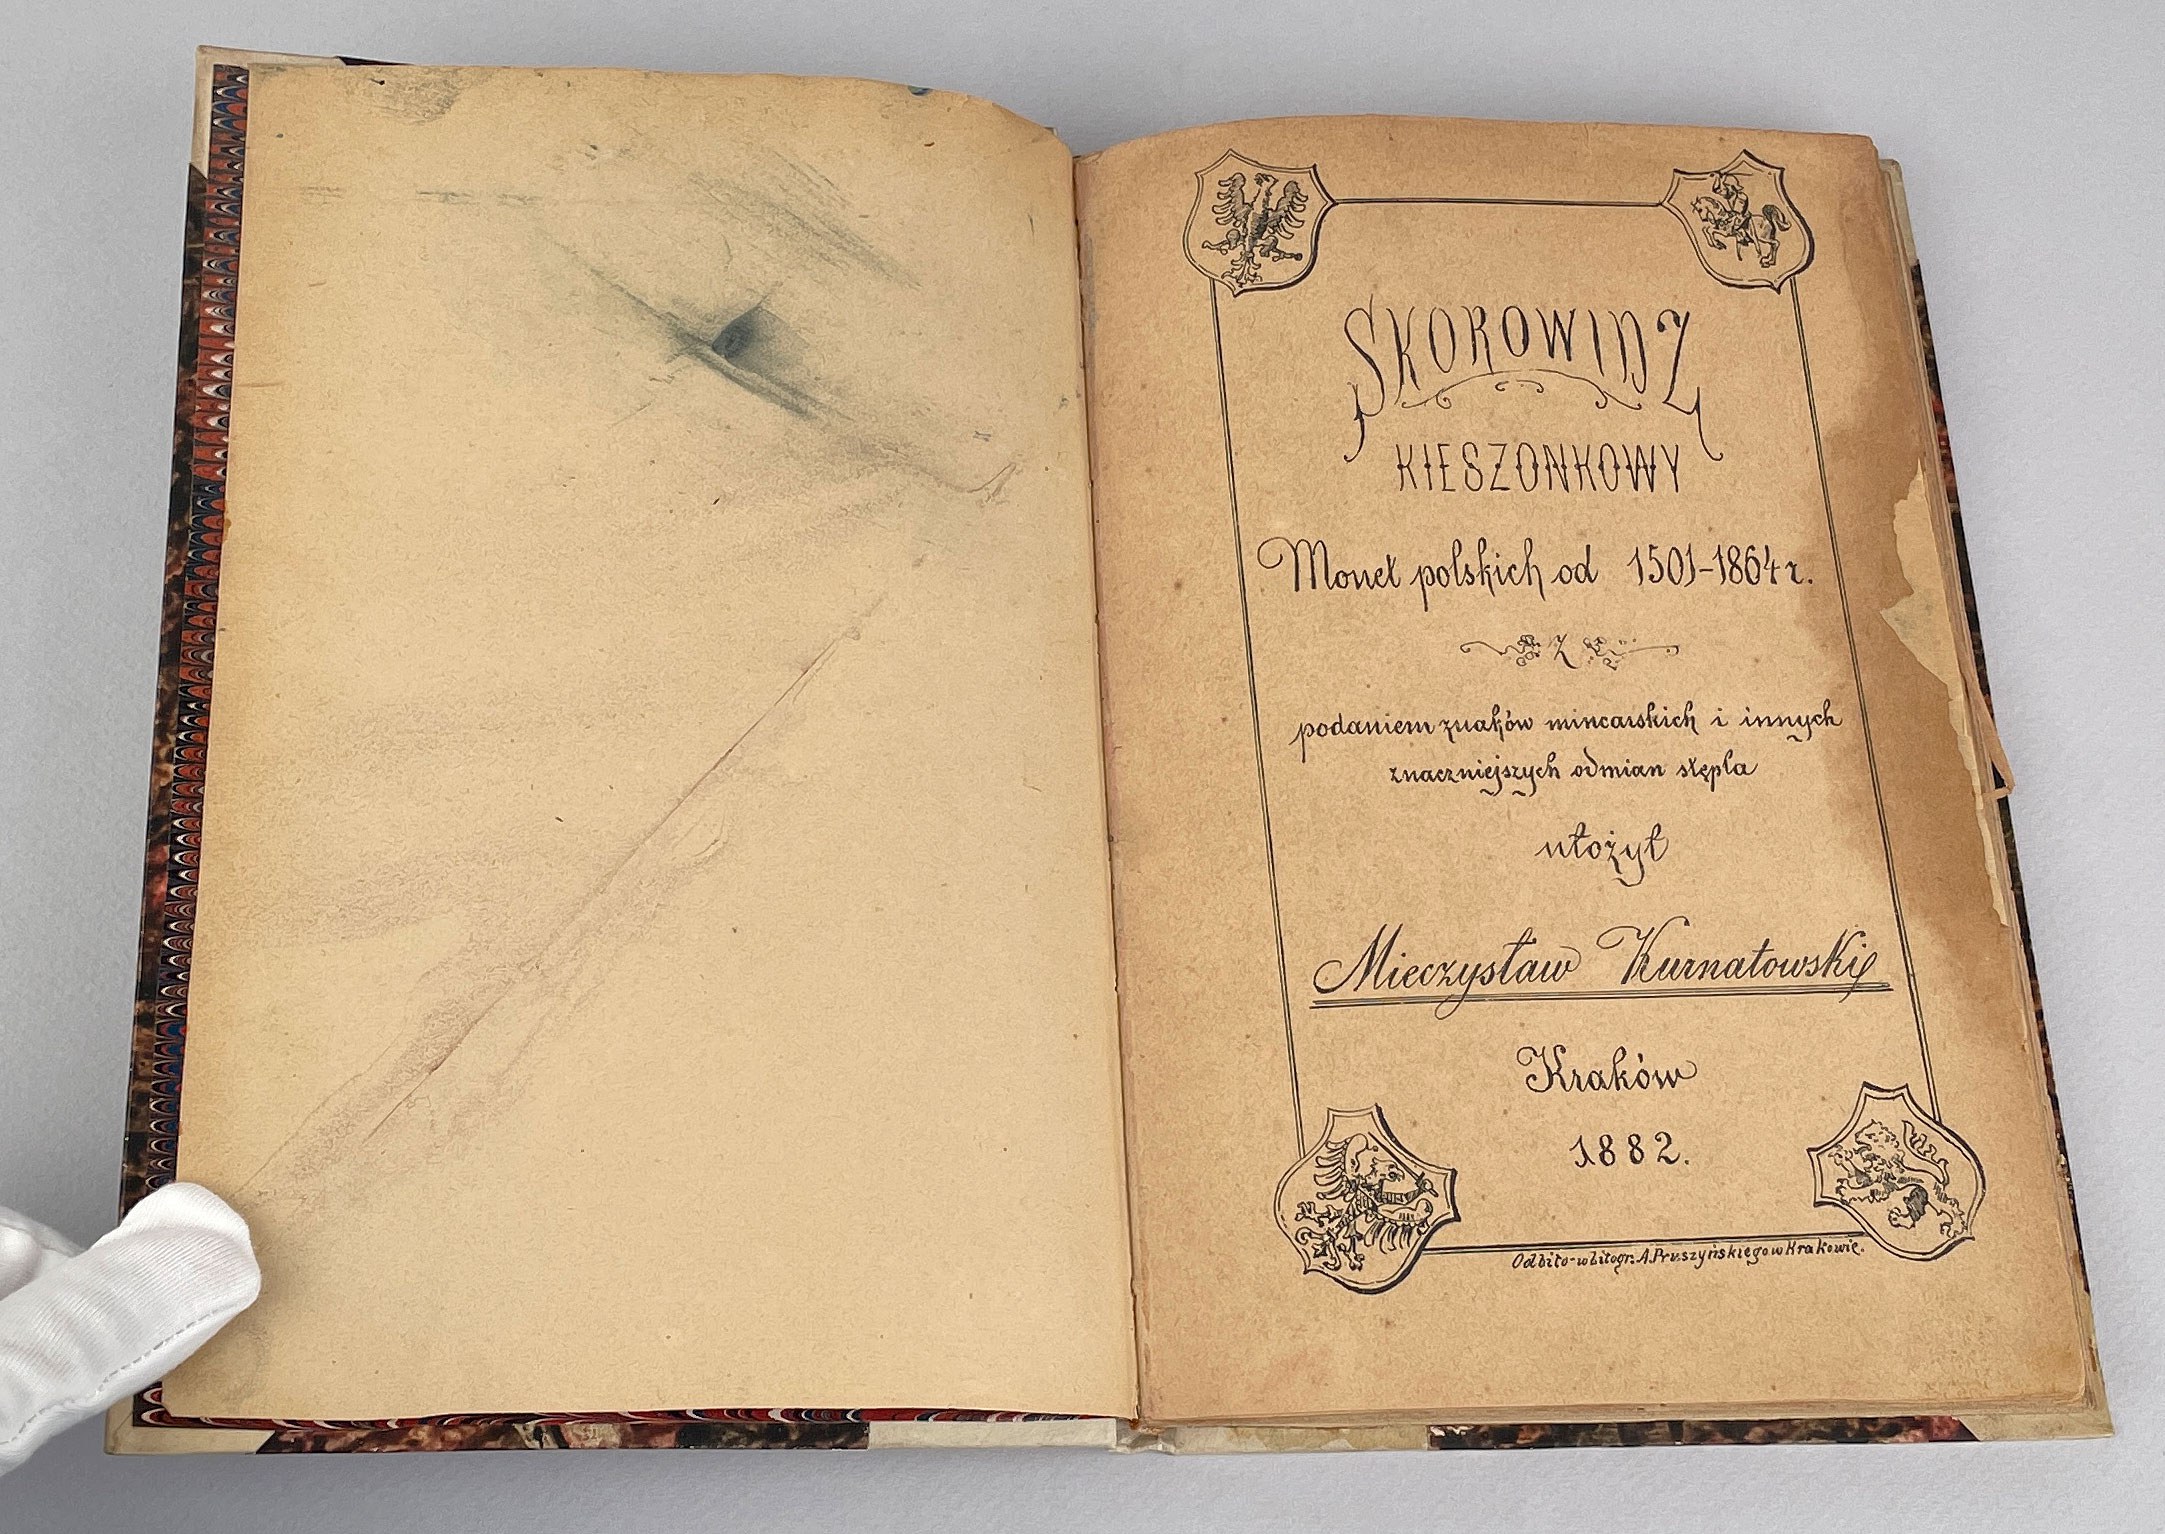 SKOROWIDZ
KIESZONKOWY
Monet polskich od 1501-1864 r.
Z
podaniem znaków mincarskich i innych
znaczniejszych odmian stępla
ułożył
Mieczysław Kurnatowski
Kraków
1882.
Odbito w Litogr. A. Pruszyńskiego w Krakowie.